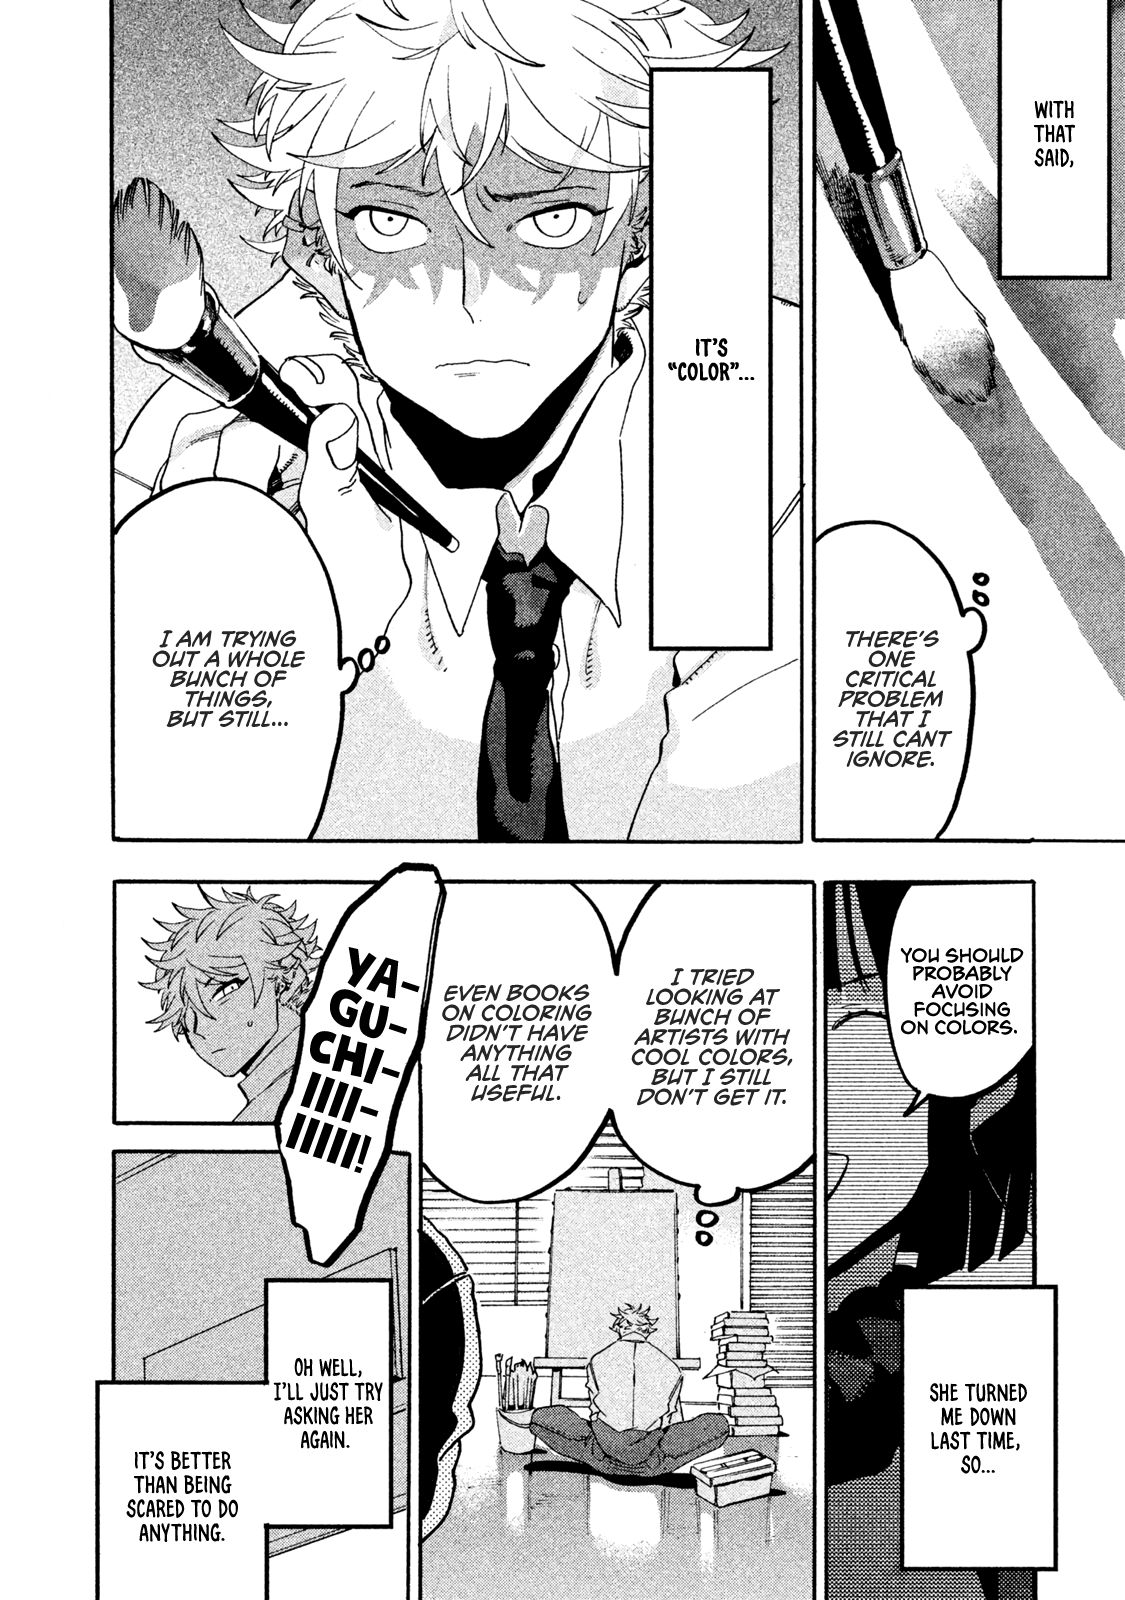 WITH
THAT
SAID,
THERE'S
ONE
CRITICAL
PROBLEM
THAT I
STILL CANT
IGNORE.
IT'S
"COLOR"...
I AM TRYING
OUT A WHOLE
BUNCH OF
THINGS,
BUT STILL...
YOU SHOULD
PROBABLY
AVOID
FOCUSING
ON COLORS.
SHE TURNED
ME DOWN
LAST TIME,
SO...
I TRIED
LOOKING AT
BUNCH OF
ARTISTS WITH
COOL COLORS,
BUT I STILL
DON'T GET IT.
EVEN BOOKS
ON COLORING
DIDN'T HAVE
ANYTHING
ALL THAT
USEFUL.
YA-
GU-
CHI-
IIIII-
IIIIII!
OH WELL,
I'LL JUST TRY
ASKING HER
AGAIN.
IT'S BETTER
THAN BEING
SCARED TO DO
ANYTHING.